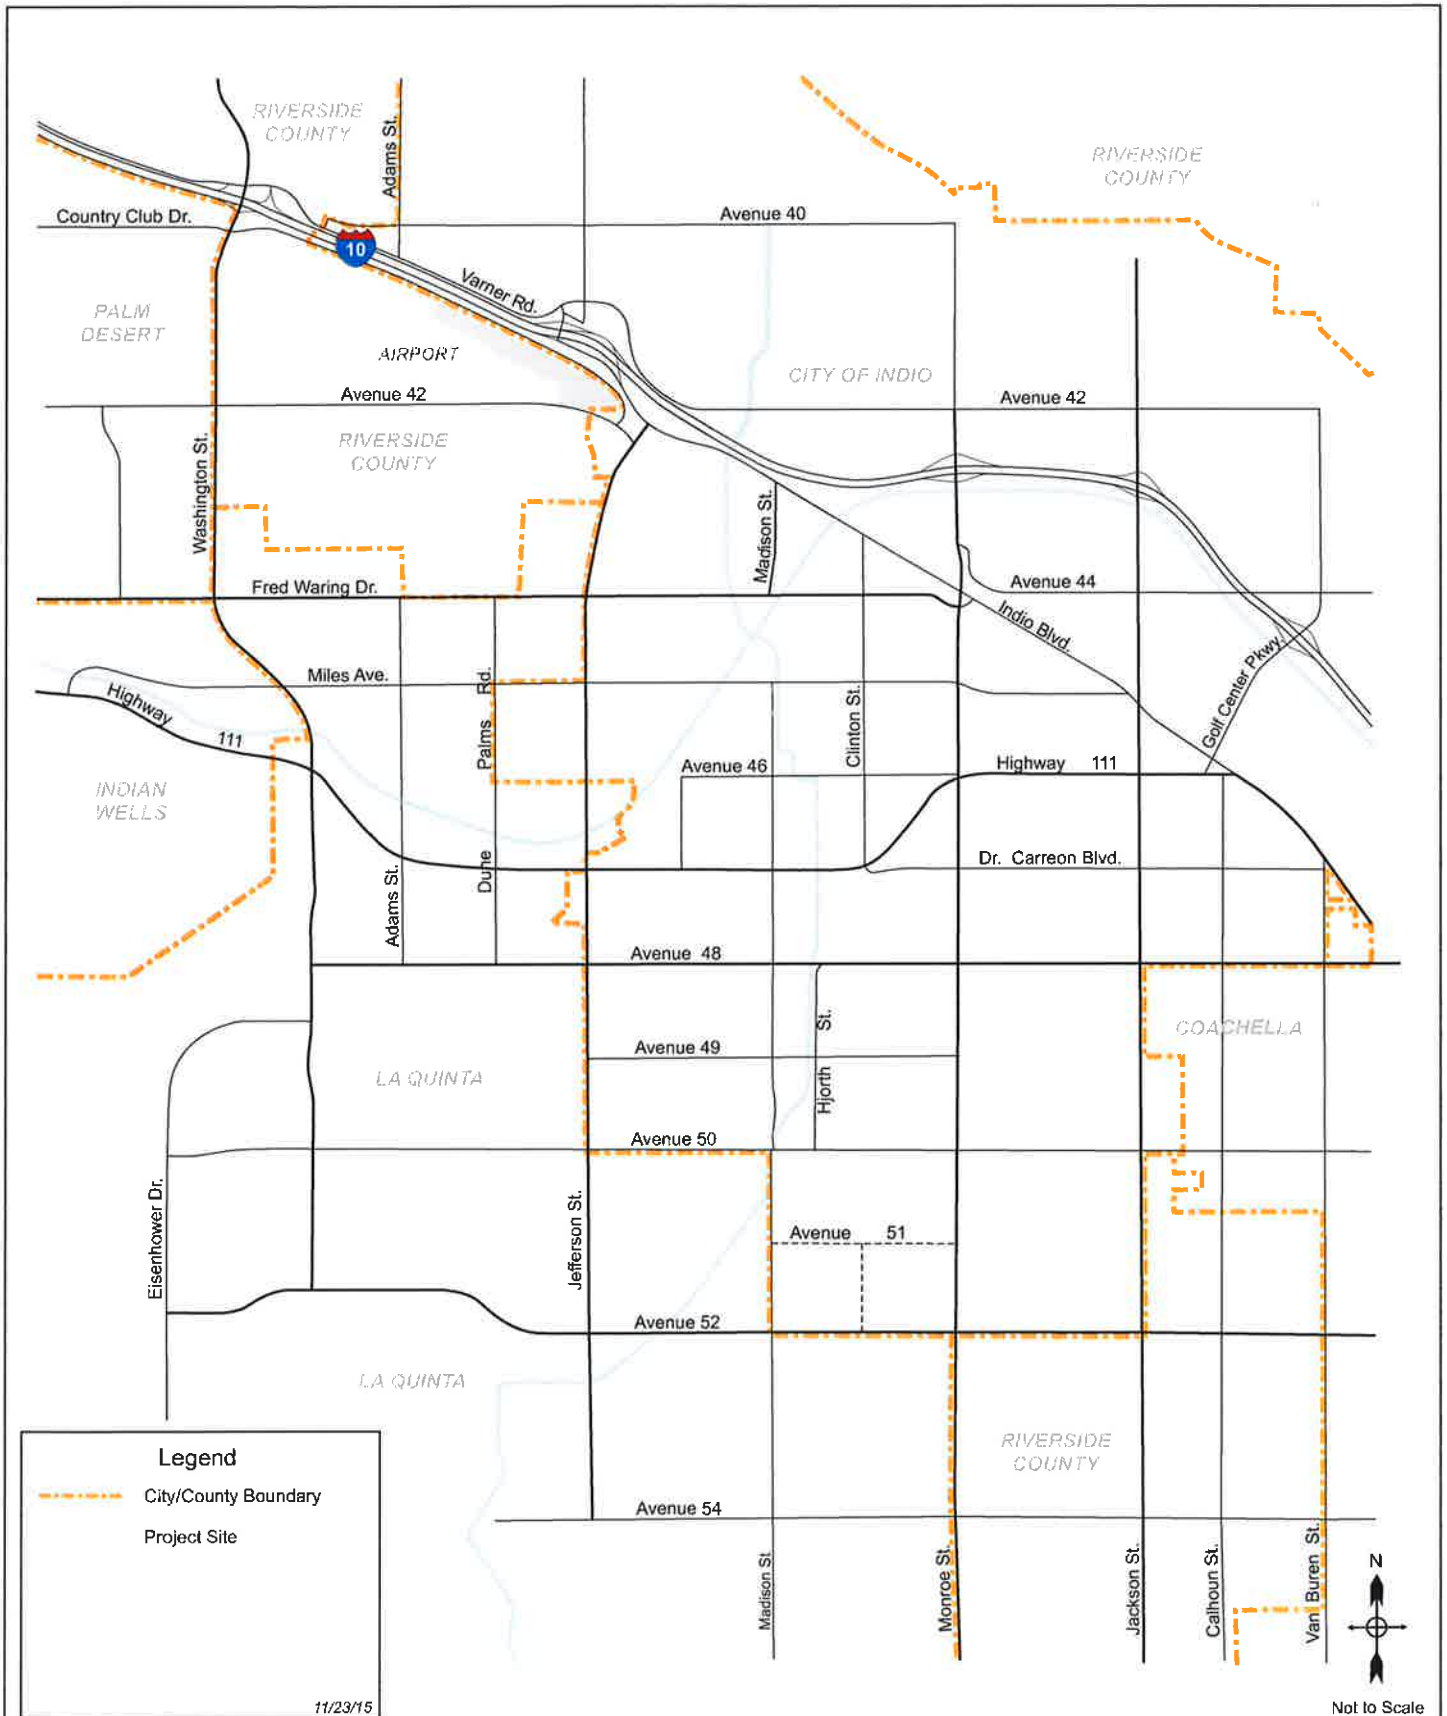 RIVERSIDE
COUNTY
Adams St.
RIVERSIDE
COUNTY
Country Club Dr.
Avenue 40
10
Varner Rd.
PALM
DESERT
AIRPORT
CITY OF INDIO
Avenue 42
Avenue 42
RIVERSIDE
COUNTY
Washington St.
Madison St.
Fred Waring Dr.
Avenue 44
Indio Blvd.
Miles Ave.
Highway 111
Dune Palms Rd.
Clinton St.
Golf Center Pkwy.
Avenue 46
Highway 111
INDIAN
WELLS
Dr. Carreon Blvd.
Adams St.
Avenue 48
Hjorth St.
COACHELLA
Avenue 49
LA QUINTA
Avenue 50
Eisenhower Dr.
Jefferson St.
Avenue 51
Avenue 52
LA QUINTA
RIVERSIDE
COUNTY
Legend
City/County Boundary
Project Site
Avenue 54
Madison St
Monroe St.
Jackson St.
Calhoun St.
Van Buren St.
N
11/23/15
Not to Scale